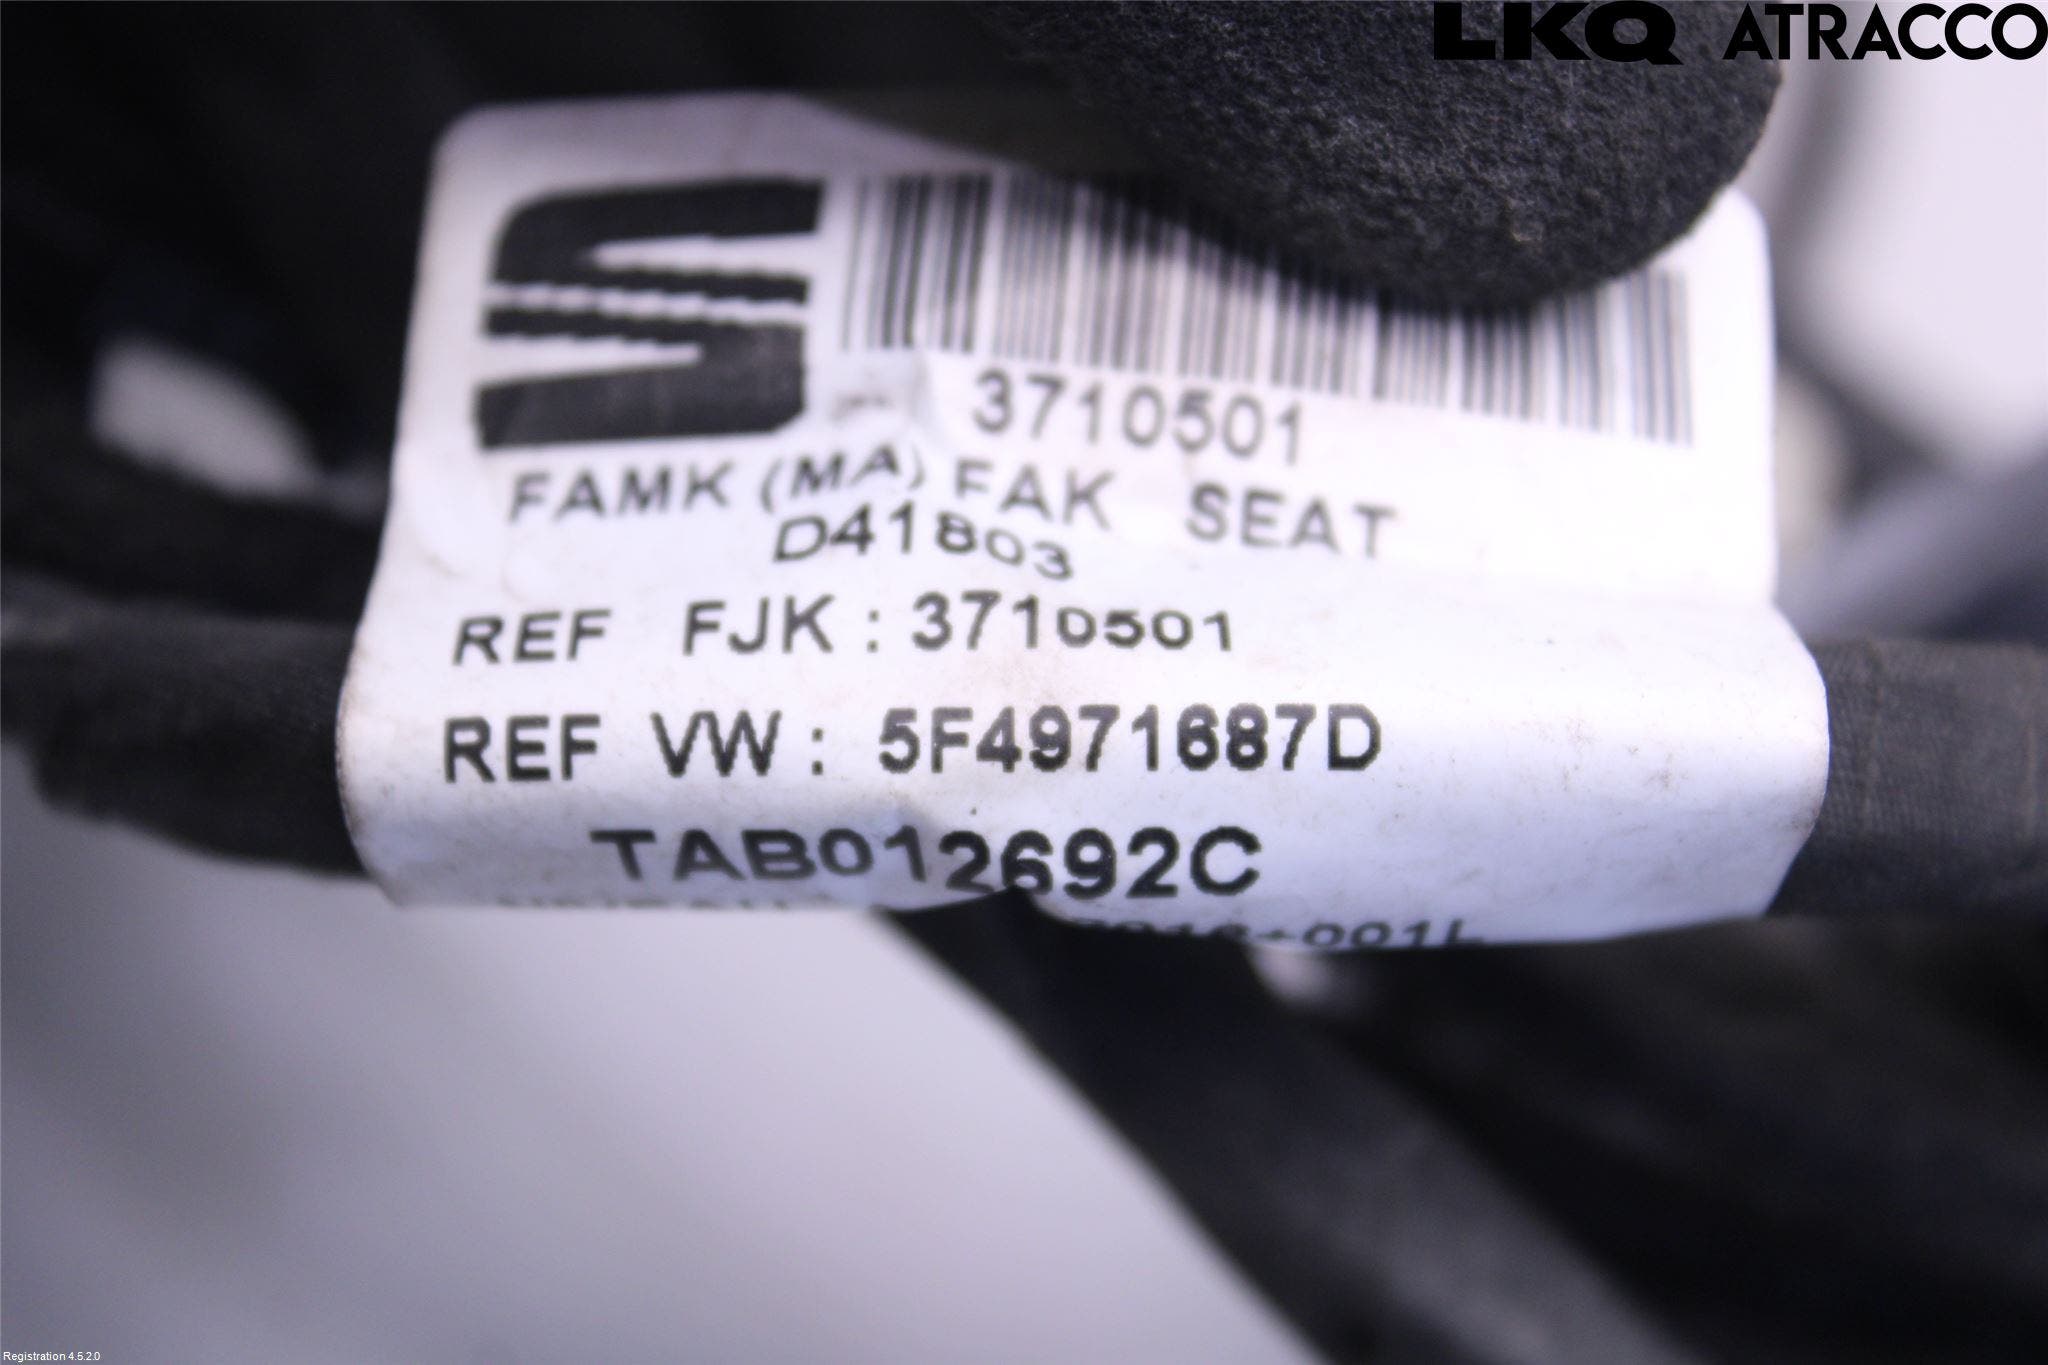 LKQ ATRACCO
3710501
FAMK (MA) FAK SEAT
D41803
REF FJK : 3710501
REF VW : 5F4971687D
TAB012692C
Registration 4.5.2.0